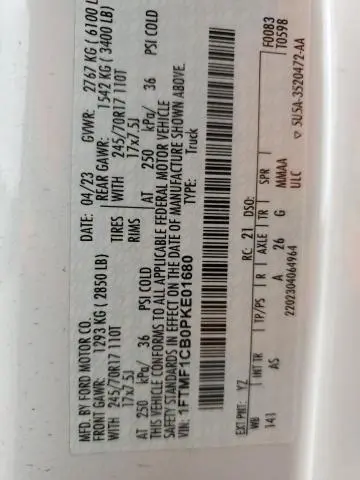 MFD. BY FORD MOTOR CO.
DATE: 04/23 GVWR: 2767 KG ( 6100 L
FRONT GAWR: 1293 KG ( 2850 LB) REAR GAWR: 1542 KG ( 3400 LB)
WITH 245/70R17 110T TIRES WITH 245/70R17 110T
17x7.5J RIMS 17x7.5J
AT 250 kPa/ 36 PSI COLD AT 250 kPa/ 36 PSI COLD
THIS VEHICLE CONFORMS TO ALL APPLICABLE FEDERAL MOTOR VEHICLE
SAFETY STANDARDS IN EFFECT ON THE DATE OF MANUFACTURE SHOWN ABOVE.
VIN: 1FTMF1CB0PKE01680 TYPE: Truck
F0083
T0598
EXT PNT: YZ RC: 21 DSO:
WB INT TR TP/PS R AXLE TR SPR
141 AS A 26 G MMAA
2202304064964 ULC
▽ SU5A-3520472-AA